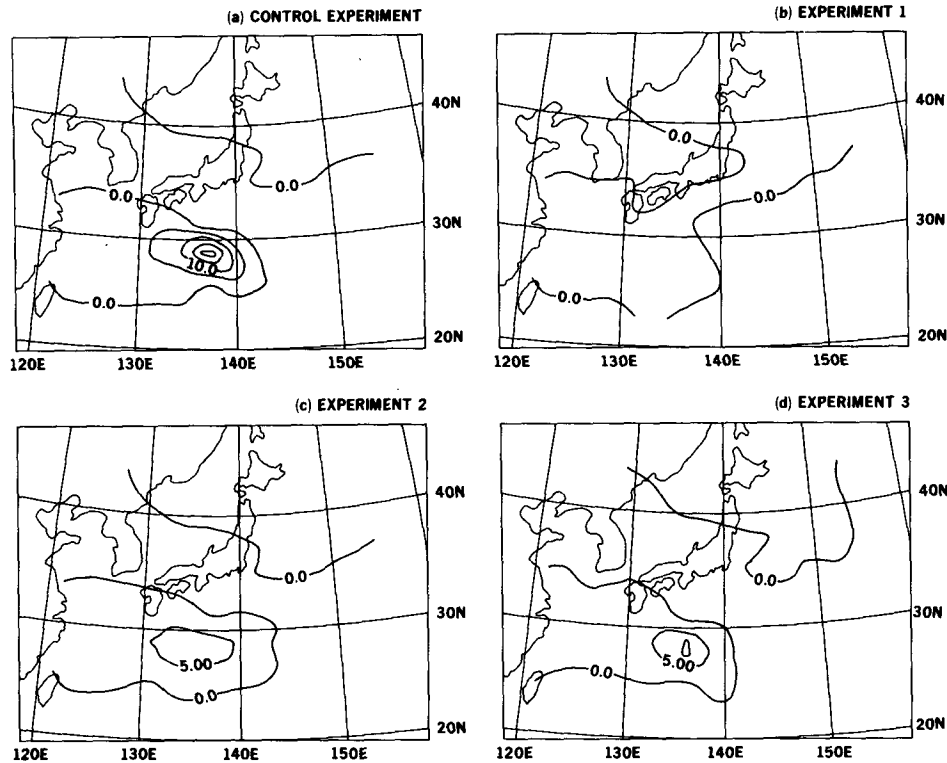 (a) CONTROL EXPERIMENT
40N
0.0
0.0
30N
10.0
0.0
20N
120E 130E 140E 150E
(b) EXPERIMENT 1
40N
0.0
0.0
30N
0.0
20N
120E 130E 140E 150E
(c) EXPERIMENT 2
40N
0.0
30N
5.00
0.0
20N
120E 130E 140E 150E
(d) EXPERIMENT 3
40N
0.0
30N
5.00
0.0
20N
120E 130E 140E 150E